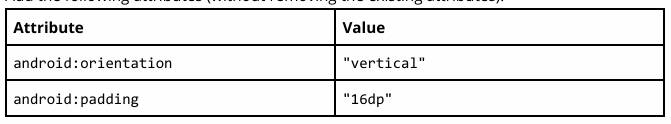 Add the following attributes (without removing the existing attributes):
Attribute Value
android:orientation "vertical"
android:padding "16dp"